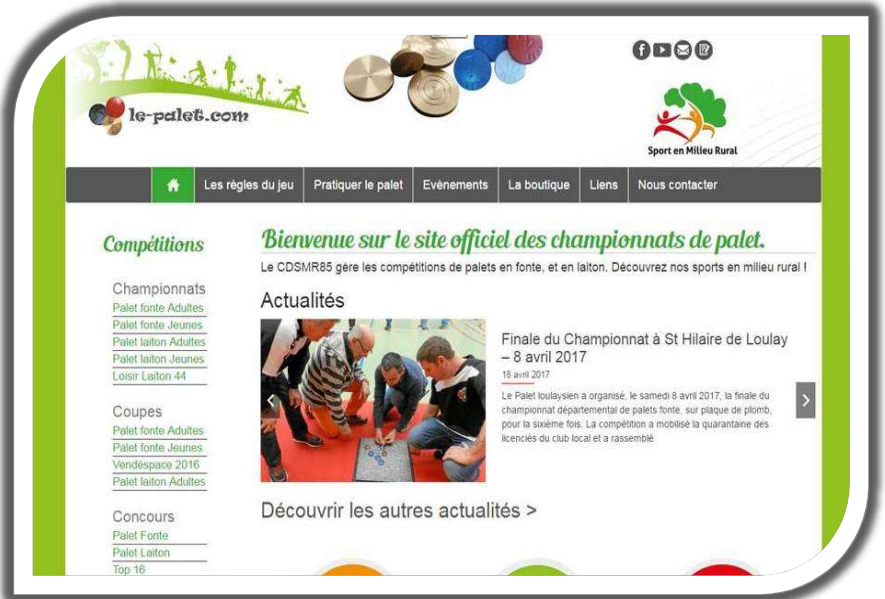 le-palet.com
Sport en Milieu Rural
Les règles du jeu Pratiquer le palet Evènements La boutique Liens Nous contacter
Compétitions
Championnats
Palet fonte Adultes
Palet fonte Jeunes
Palet laiton Adultes
Palet laiton Jeunes
Loisir Laiton 44
Coupes
Palet fonte Adultes
Palet fonte Jeunes
Vendéspace 2016
Palet laiton Adultes
Concours
Palet Fonte
Palet Laiton
Top 16
Bienvenue sur le site officiel des championnats de palet.
Le CDSMR85 gère les compétitions de palets en fonte, et en laiton. Découvrez nos sports en milieu rural !
Actualités
Finale du Championnat à St Hilaire de Loulay
– 8 avril 2017
18 avril 2017
Le Palet loulaysien a organisé, le samedi 8 avril 2017, la finale du
championnat départemental de palets fonte, sur plaque de plomb,
pour la sixième fois. La compétition a mobilisé la quarantaine des
licenciés du club local et a rassemblé
Découvrir les autres actualités >